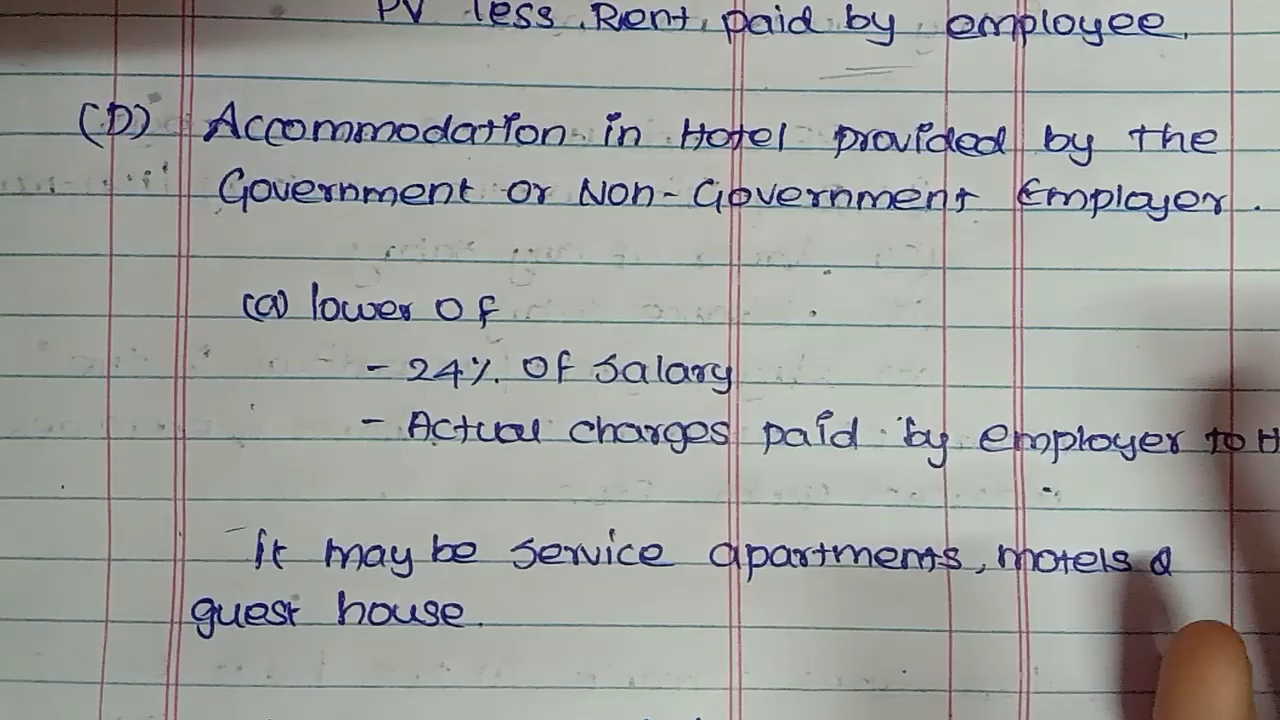 PV less Rent paid by employee.
(D) Accommodation in Hotel provided by the
Government or Non-Government Employer.
(a) lower of
- 24% of salary
- Actual charges paid by employer to H
It may be service apartments, motels &
guest house.